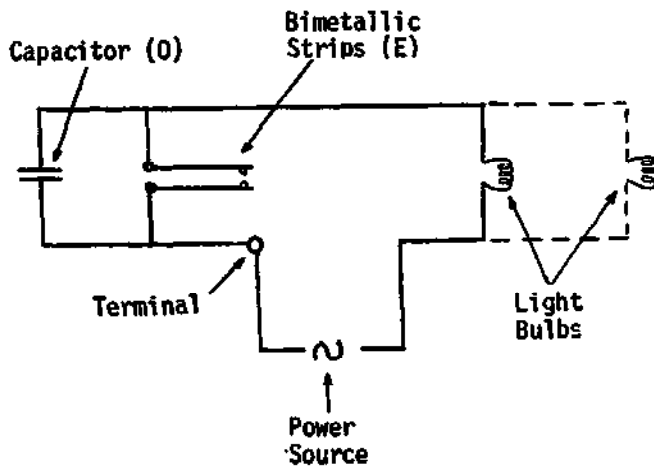 Bimetallic
Strips (E)
Capacitor (O)
Terminal
Light
Bulbs
Power
Source